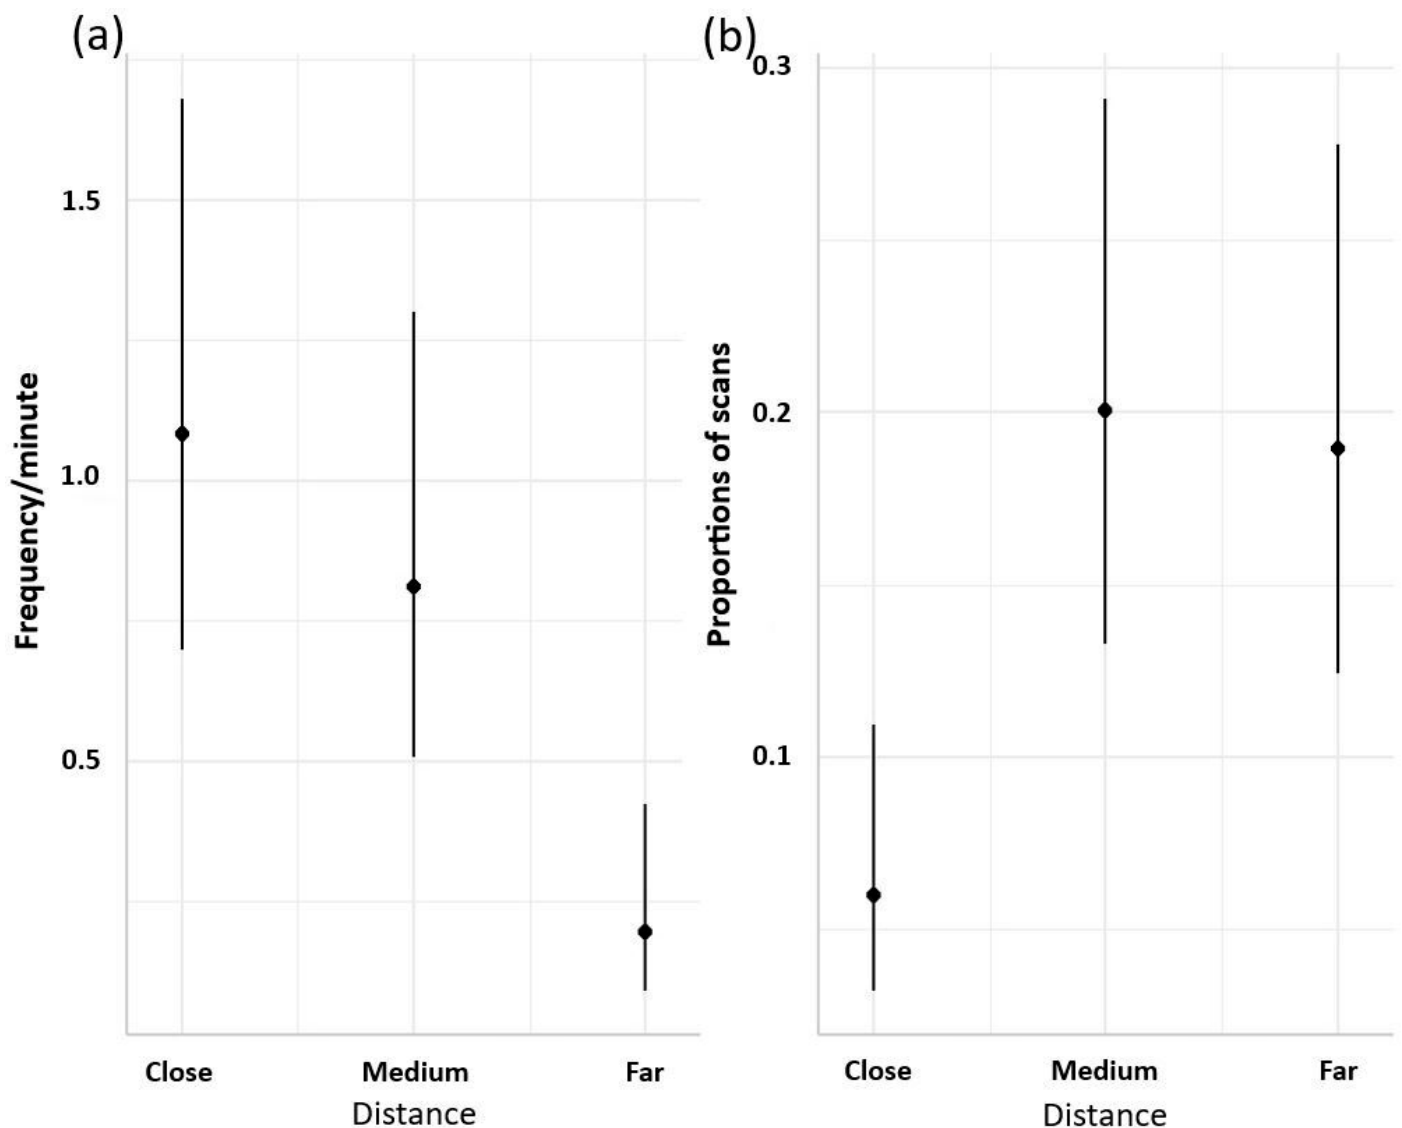 (a)
Frequency/minute
1.5
1.0
0.5
Close Medium Far
Distance
(b)
Proportions of scans
0.3
0.2
0.1
Close Medium Far
Distance